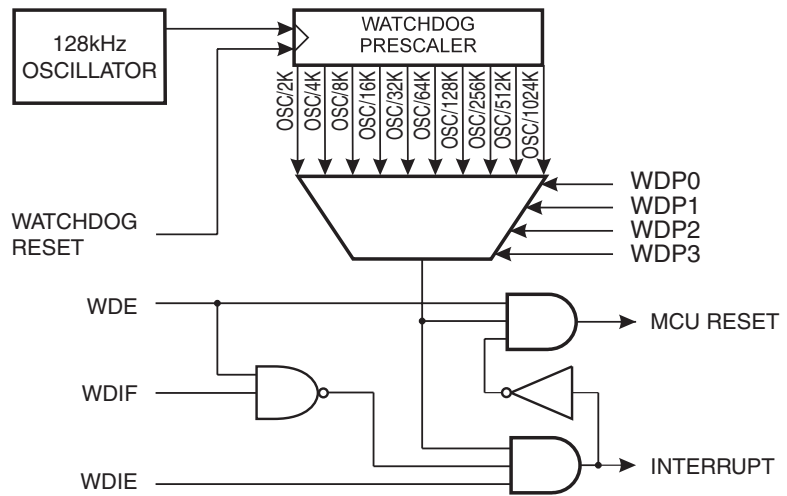 128kHz
OSCILLATOR
WATCHDOG
PRESCALER
OSC/2K
OSC/4K
OSC/8K
OSC/16K
OSC/32K
OSC/64K
OSC/128K
OSC/256K
OSC/512K
OSC/1024K
WATCHDOG
RESET
WDP0
WDP1
WDP2
WDP3
WDE
MCU RESET
WDIF
INTERRUPT
WDIE